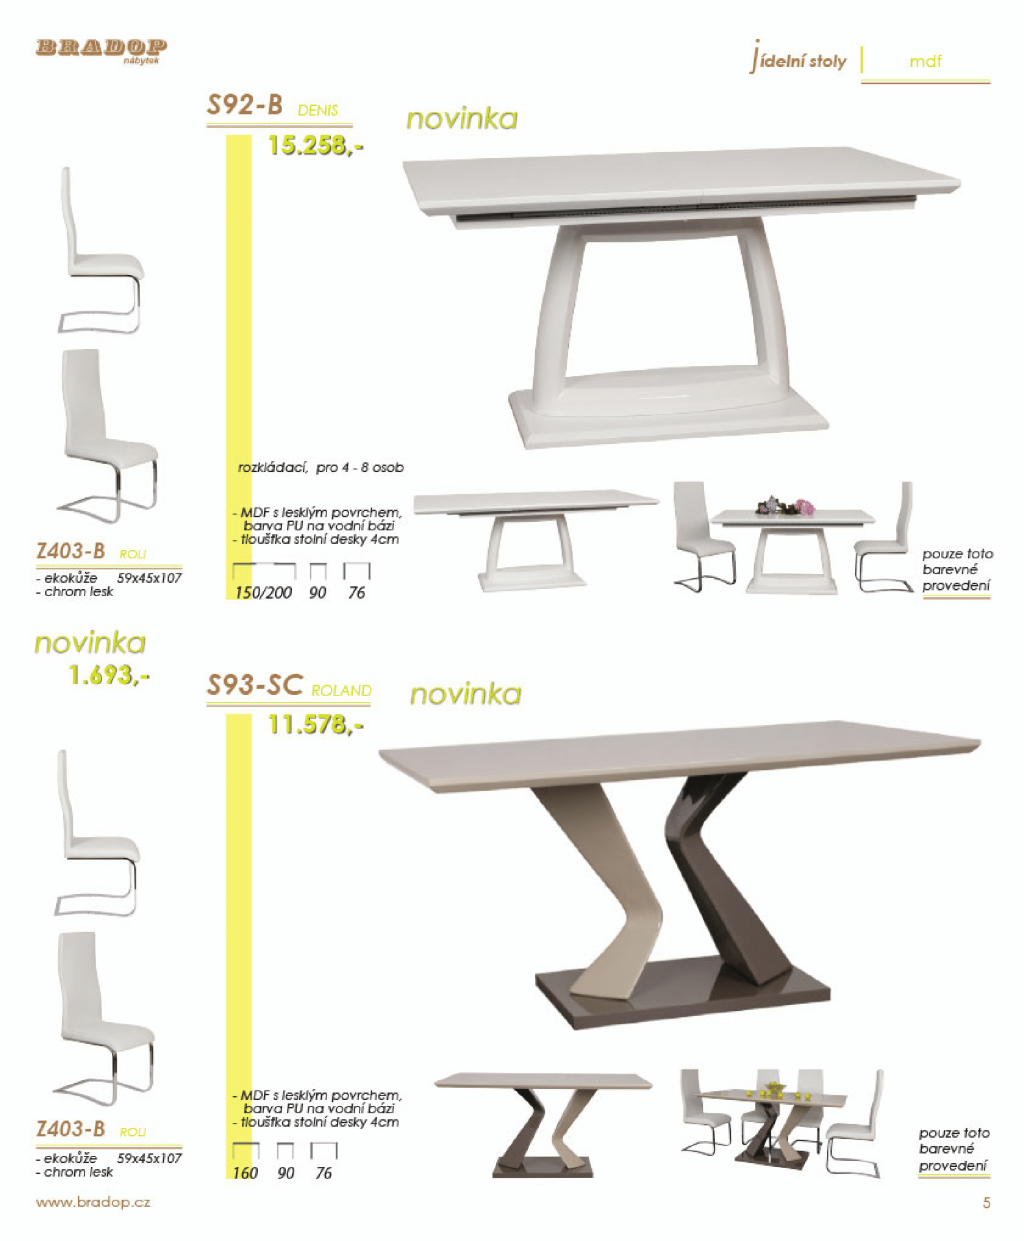 BRADOP
nábytek
jídelní stoly
mdf
S92-B DENIS
novinka
15.258,-
rozkládací, pro 4 - 8 osob
- MDF s lesklým povrchem,
barva PU na vodní bázi
- tloušťka stolní desky 4cm
150/200 90 76
Z403-B ROLI
- ekokůže 59x45x107
- chrom lesk
pouze toto
barevné
provedení
novinka
1.693,-
S93-SC ROLAND
novinka
11.578,-
- MDF s lesklým povrchem,
barva PU na vodní bázi
- tloušťka stolní desky 4cm
160 90 76
Z403-B ROLI
- ekokůže 59x45x107
- chrom lesk
pouze toto
barevné
provedení
www.bradop.cz
5